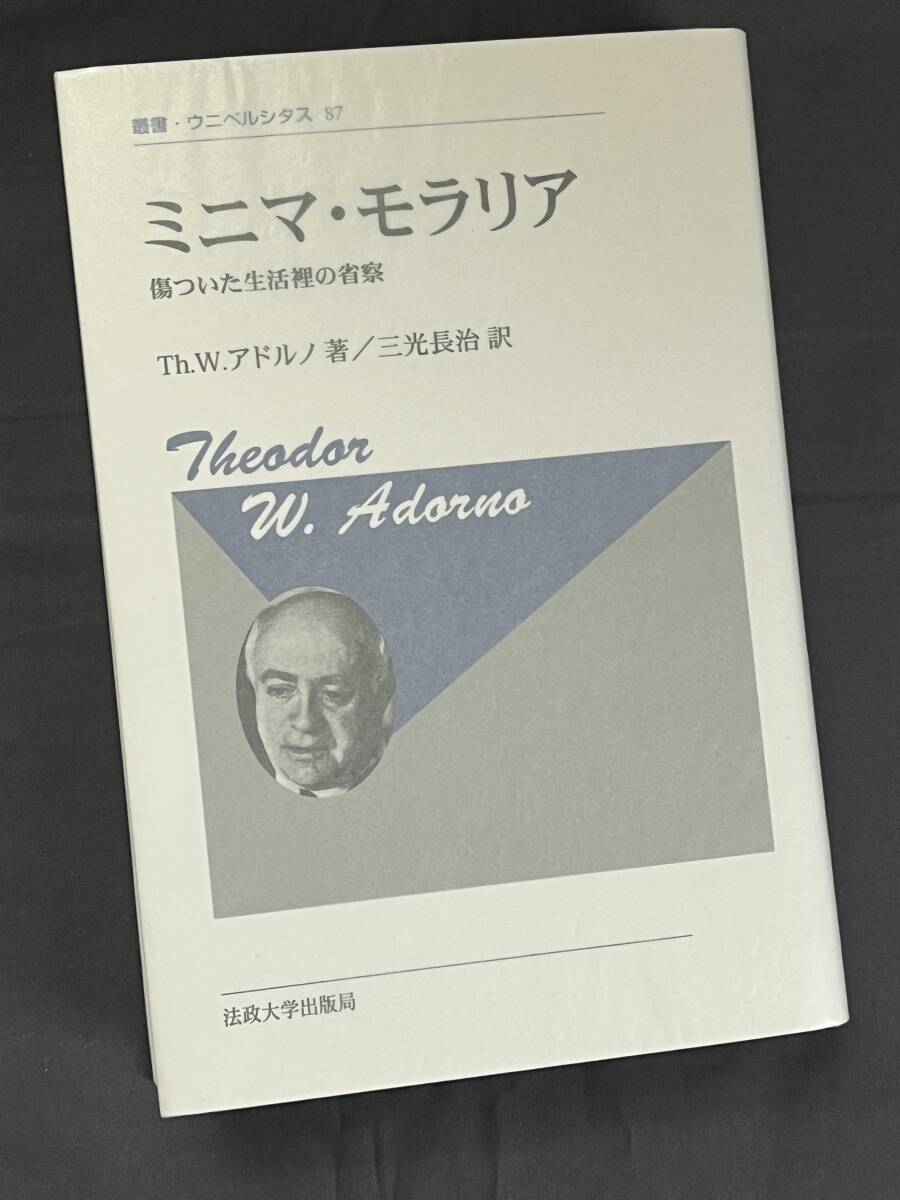 叢書・ウニベルシタス 87
ミニマ・モラリア
傷ついた生活裡の省察
Th.W.アドルノ 著／三光長治 訳
Theodor
W. Adorno
法政大学出版局